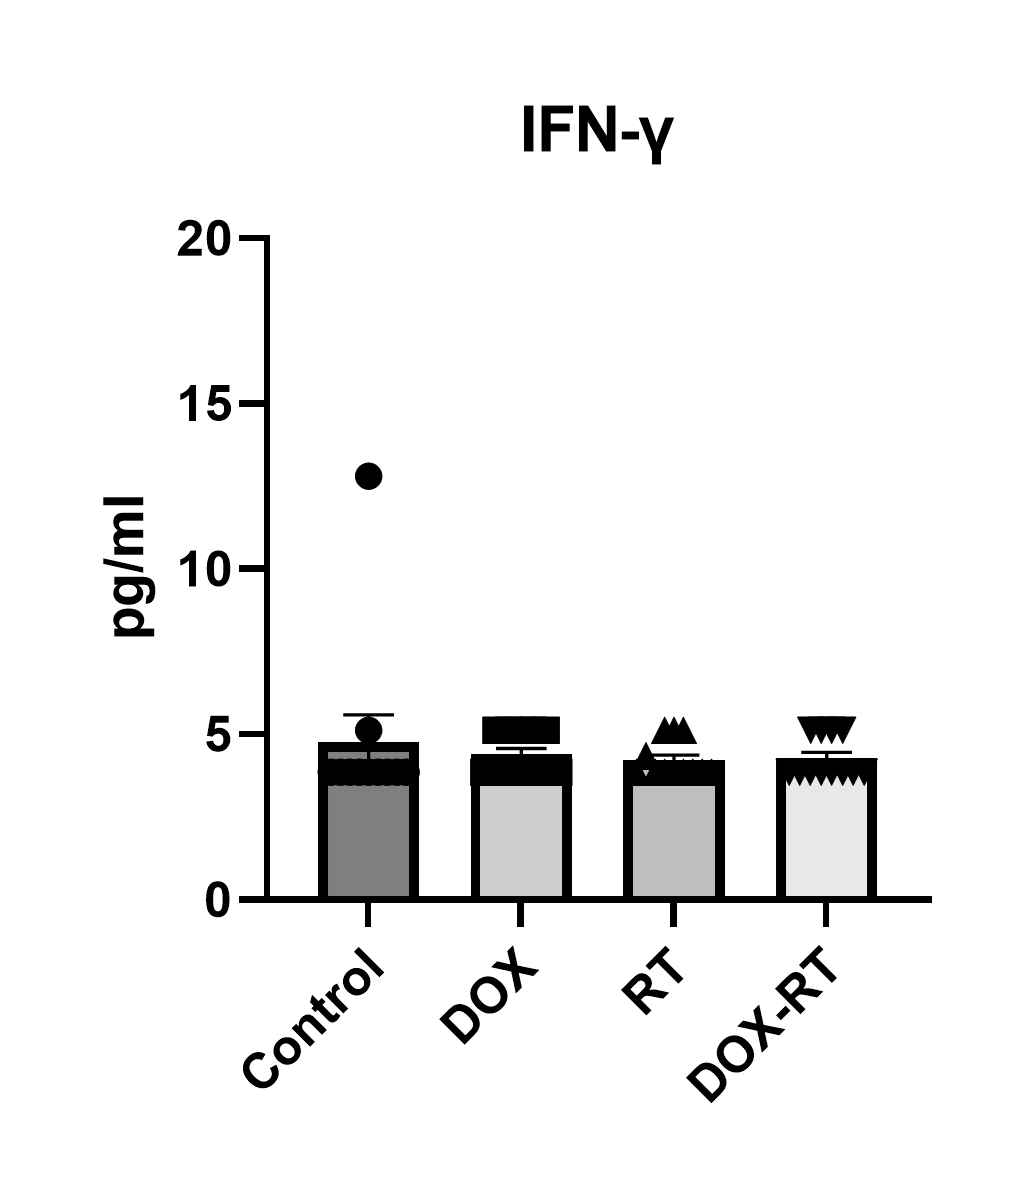 IFN-γ
20
15
10
5
0
pg/ml
Control
DOX
RT
DOX-RT